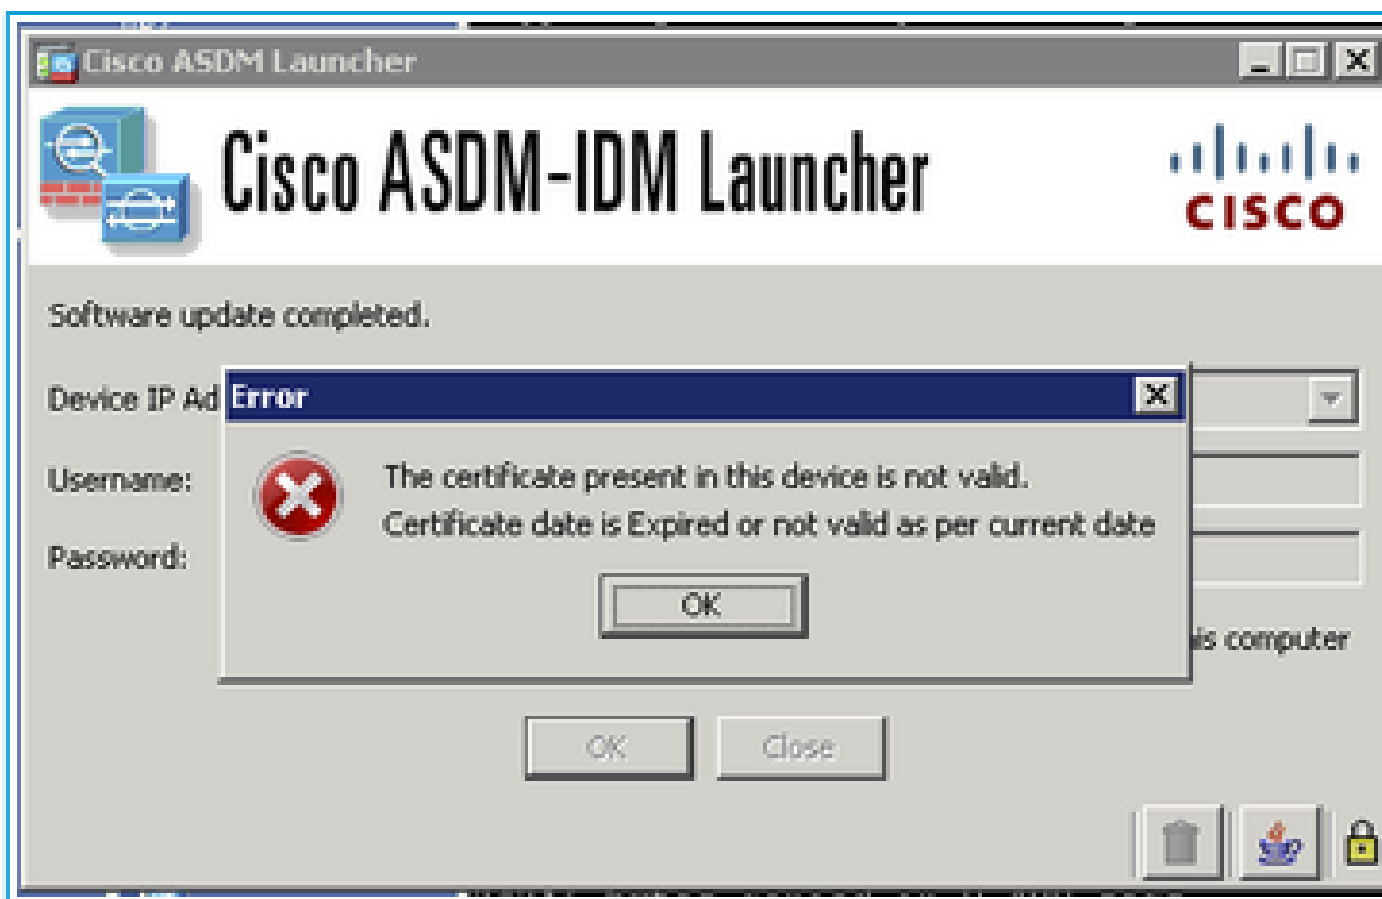 Cisco ASDM Launcher
Cisco ASDM-IDM Launcher
CISCO
Software update completed.
Device IP Ad
Error
The certificate present in this device is not valid.
Certificate date is Expired or not valid as per current date
OK
Username:
Password:
is computer
OK
Close